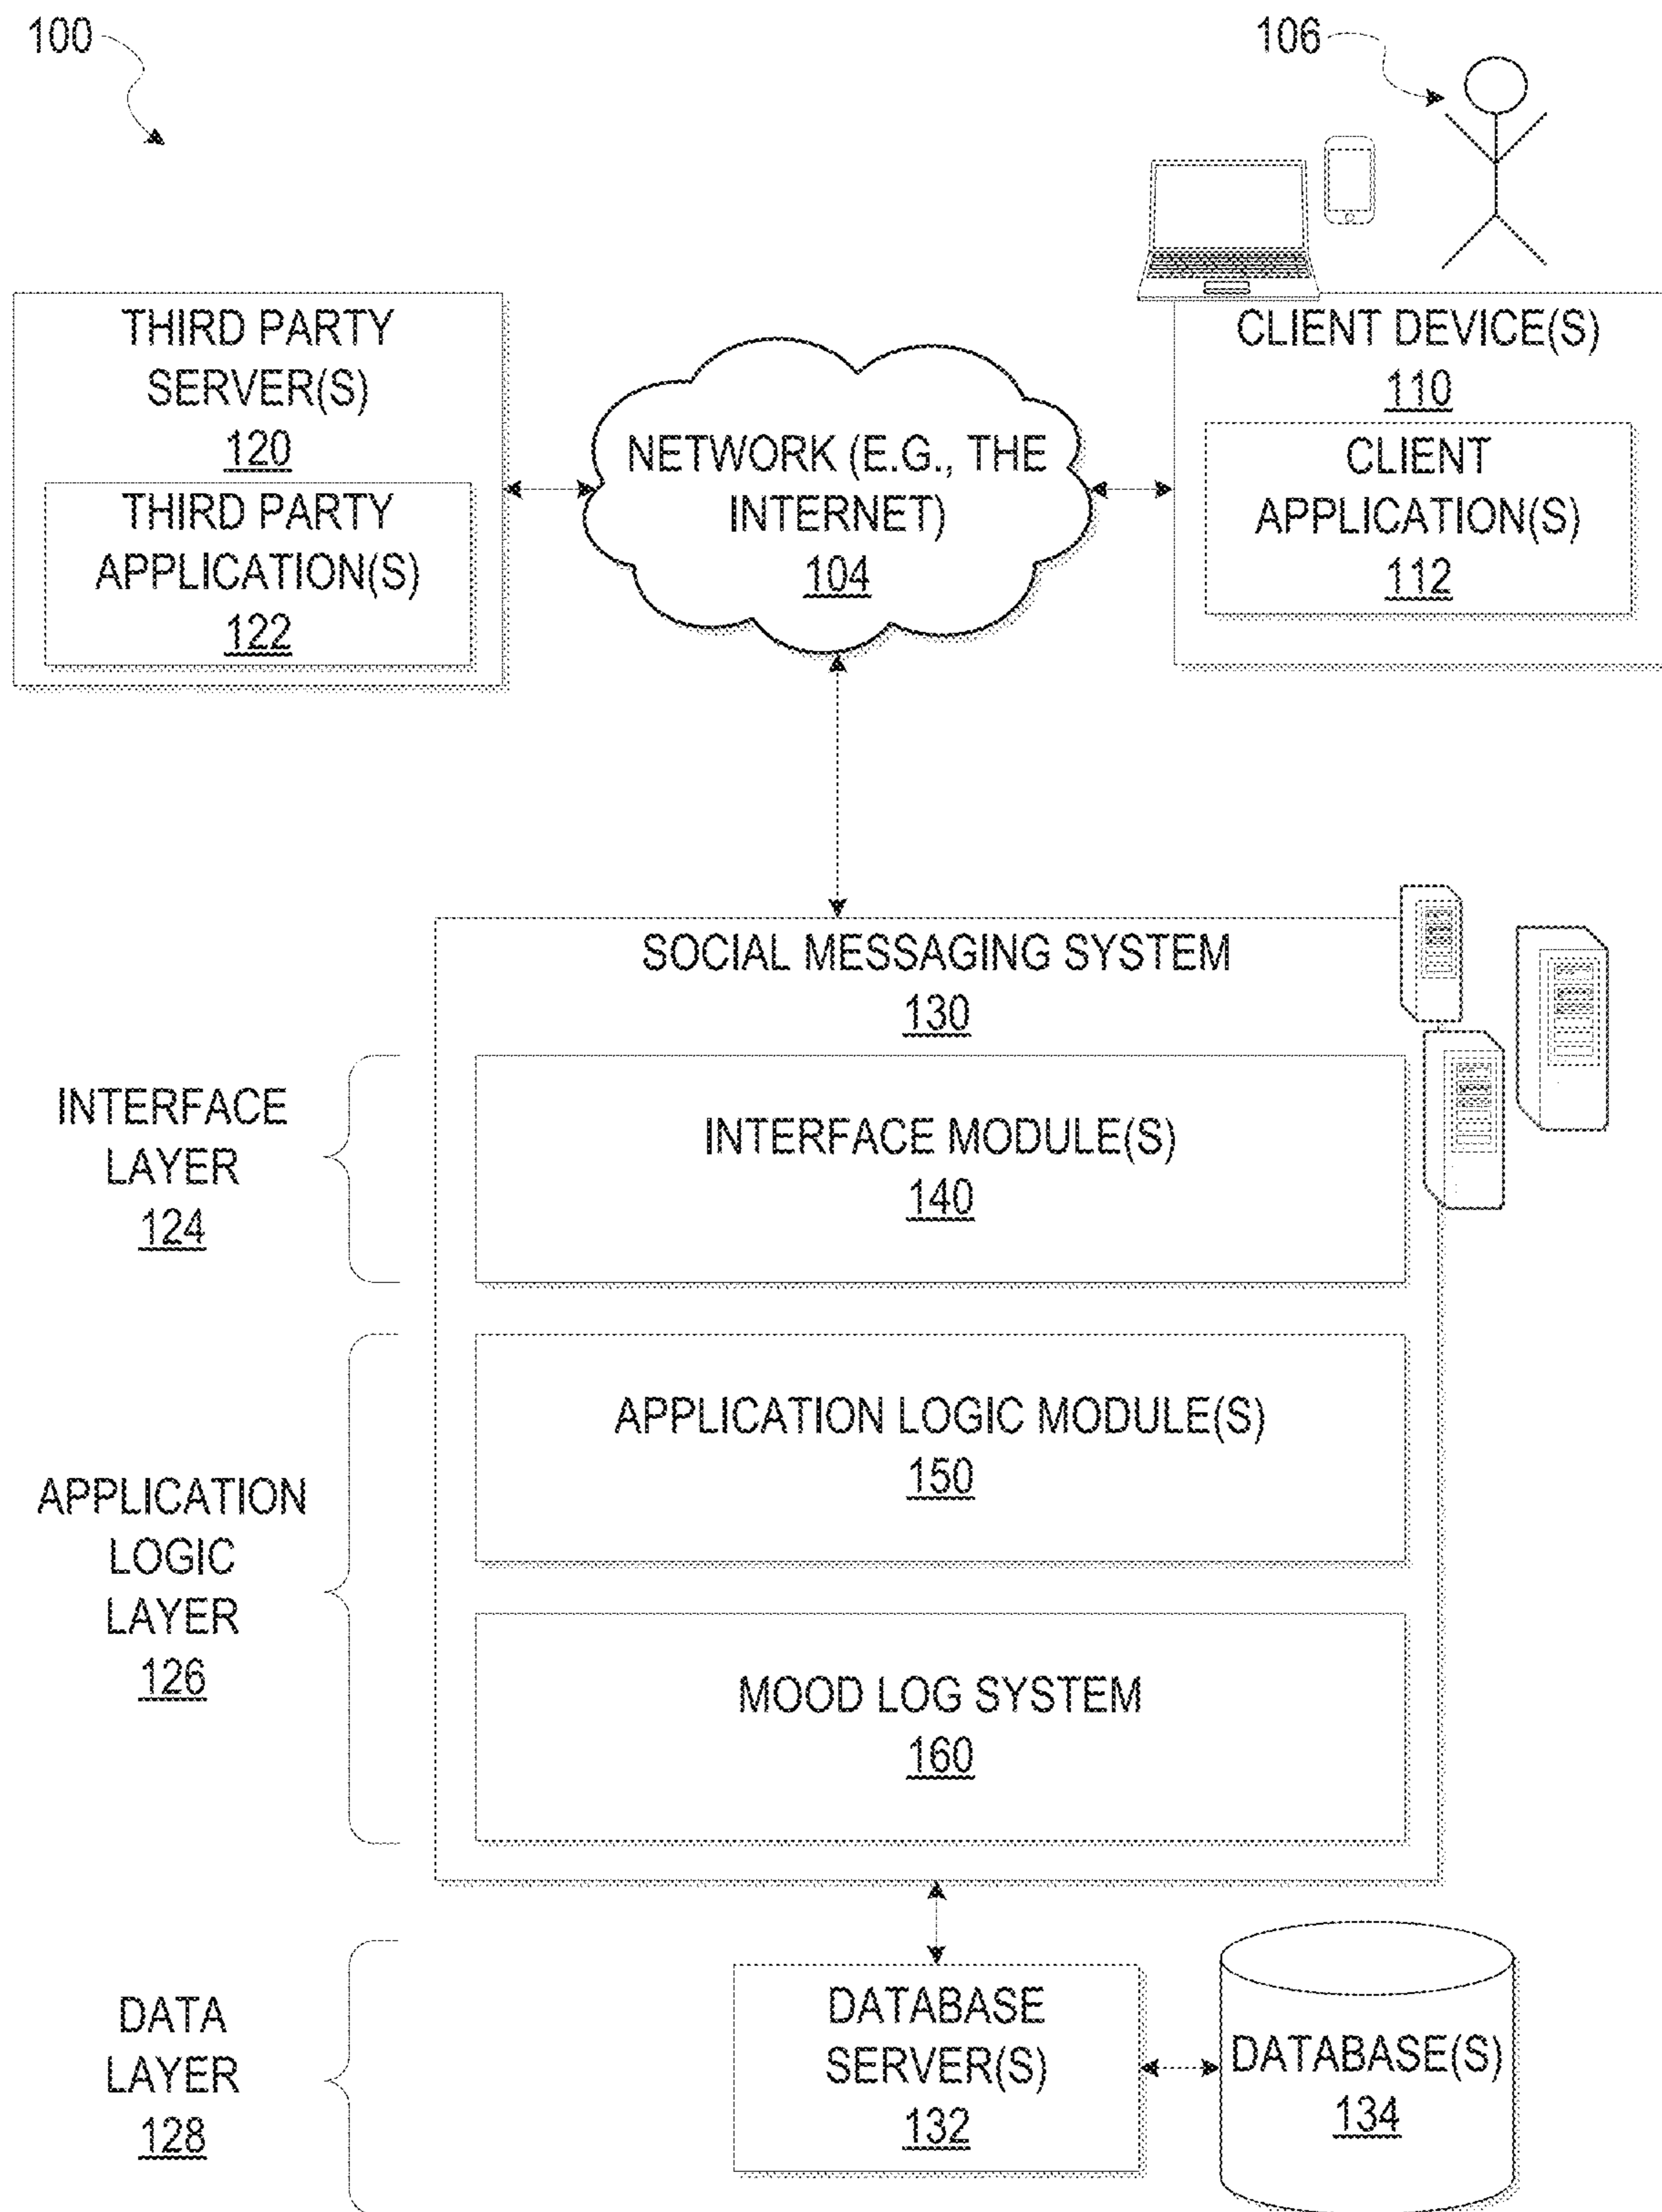 100
106
THIRD PARTY
SERVER(S)
120
THIRD PARTY
APPLICATION(S)
122
NETWORK (E.G., THE
INTERNET)
104
CLIENT DEVICE(S)
110
CLIENT
APPLICATION(S)
112
SOCIAL MESSAGING SYSTEM
130
INTERFACE
LAYER
124
INTERFACE MODULE(S)
140
APPLICATION
LOGIC
LAYER
126
APPLICATION LOGIC MODULE(S)
150
MOOD LOG SYSTEM
160
DATA
LAYER
128
DATABASE
SERVER(S)
132
DATABASE(S)
134